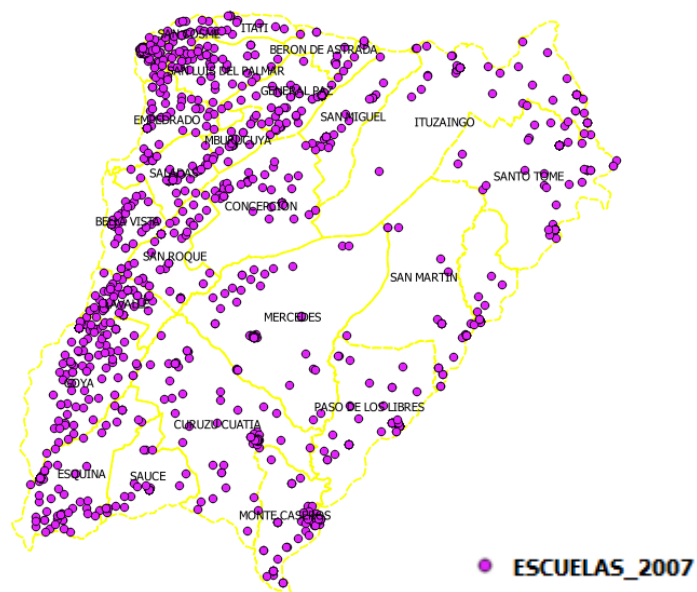 ITATI
SAN COSME
BERON DE ASTRADA
SAN LUIS DEL PALMAR
GENERAL PAZ
SAN MIGUEL
ITUZAINGO
EMPEDRADO
MBURUCUYA
SALADAS
SANTO TOME
CONCEPCION
BELLA VISTA
SAN ROQUE
SAN MARTIN
LAVALLE
MERCEDES
GOYA
PASO DE LOS LIBRES
CURUZU CUATIA
ESQUINA
SAUCE
MONTE CASEROS
ESCUELAS_2007